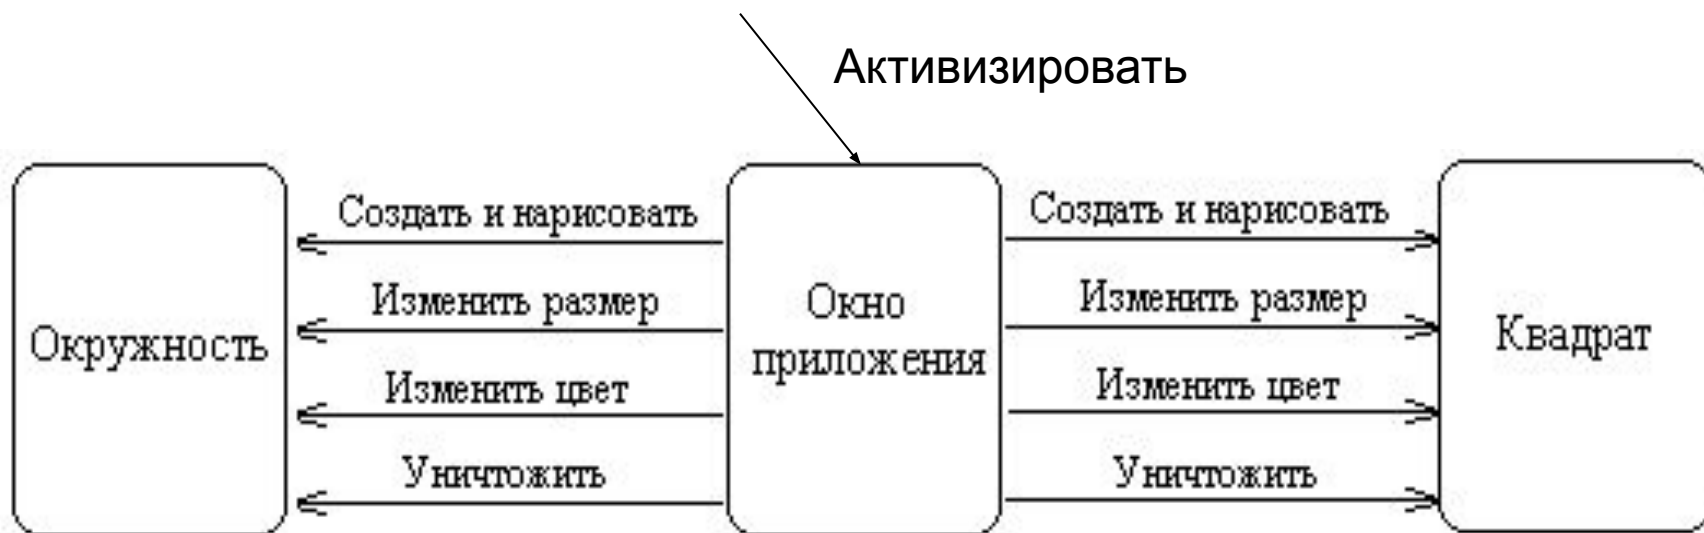 Активизировать
Создать и нарисовать
Изменить размер
Изменить цвет
Уничтожить
Окружность
Окно
приложения
Создать и нарисовать
Изменить размер
Изменить цвет
Уничтожить
Квадрат